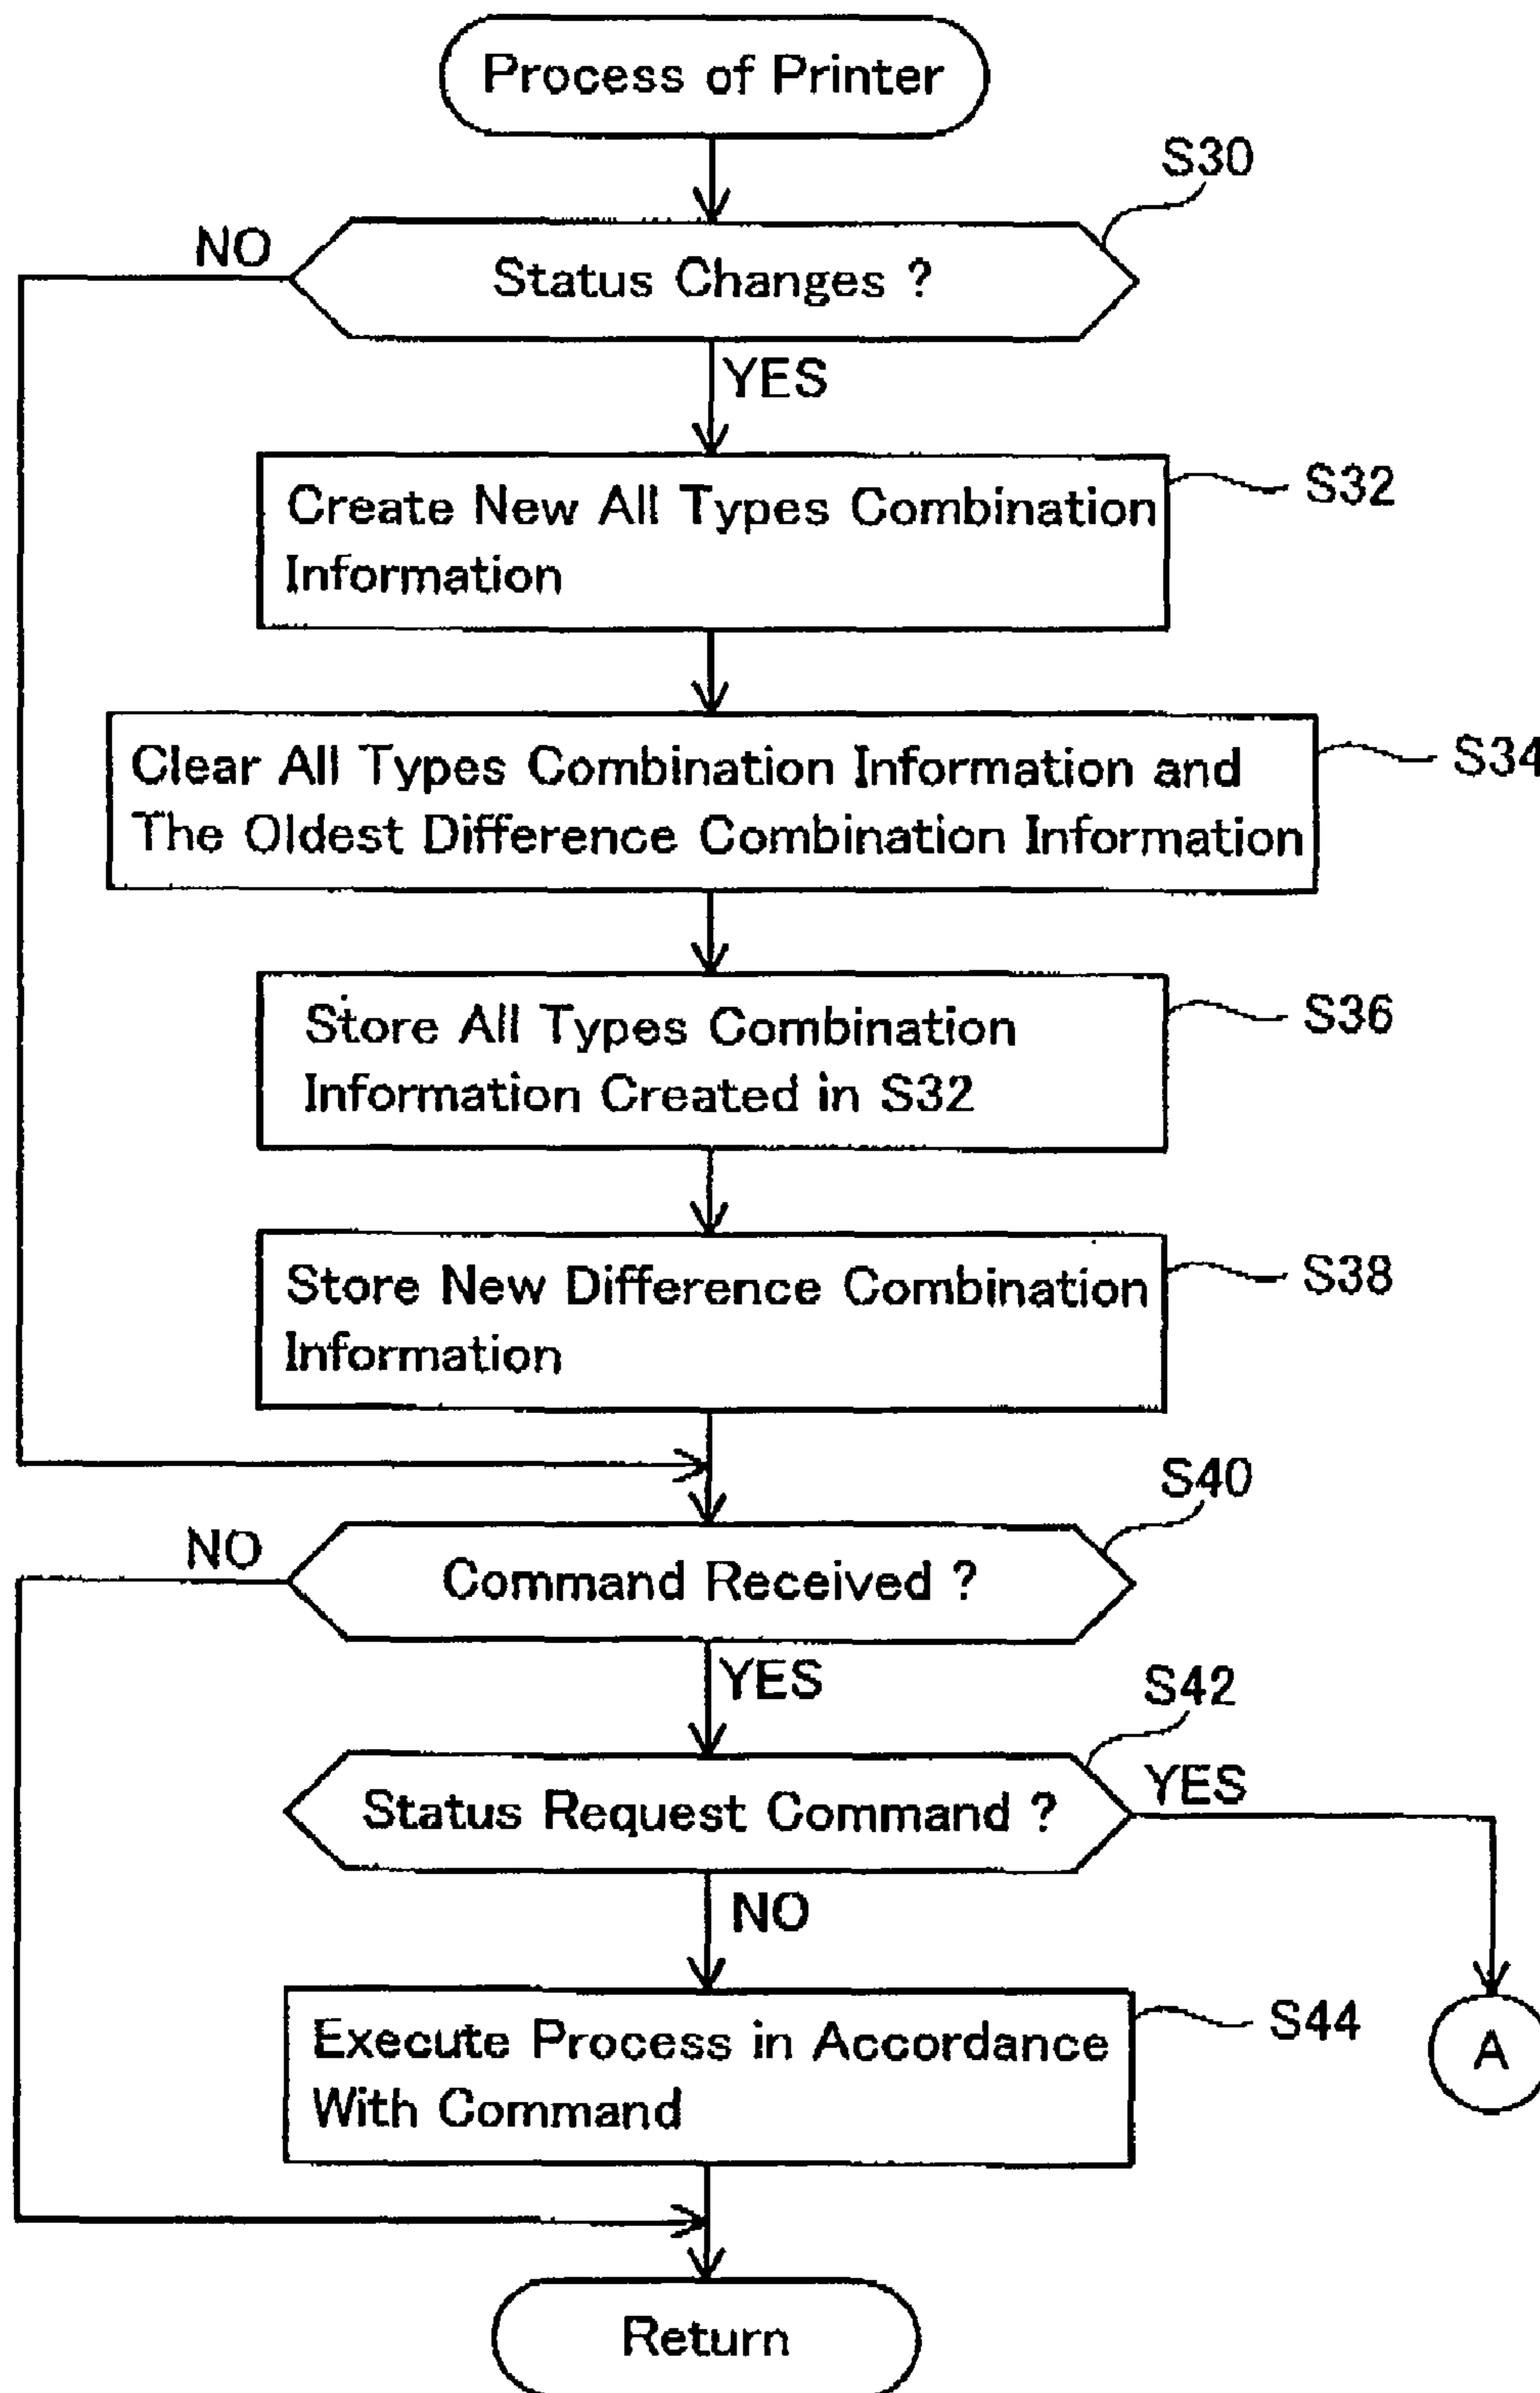 Process of Printer
S30
NO
Status Changes ?
YES
Create New All Types Combination
Information
S32
Clear All Types Combination Information and
The Oldest Difference Combination Information
S34
Store All Types Combination
Information Created in S32
S36
Store New Difference Combination
Information
S38
S40
NO
Command Received ?
YES
S42
Status Request Command ?
YES
NO
Execute Process in Accordance
With Command
S44
A
Return